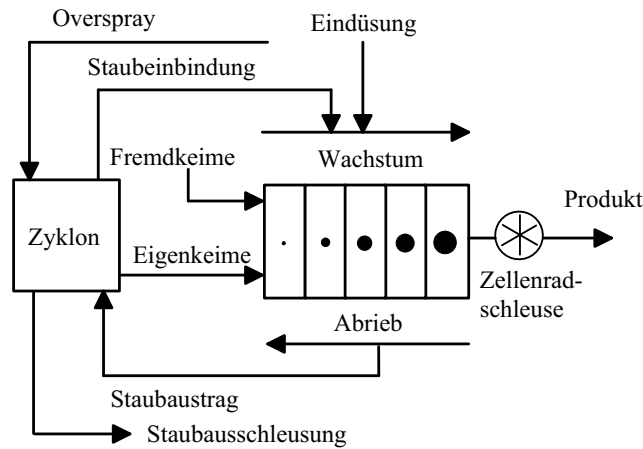 Overspray
Eindüsung
Staubeinbindung
Fremdkeime
Wachstum
Produkt
Zyklon
Eigenkeime
Zellenrad-
schleuse
Abrieb
Staubaustrag
Staubausschleusung